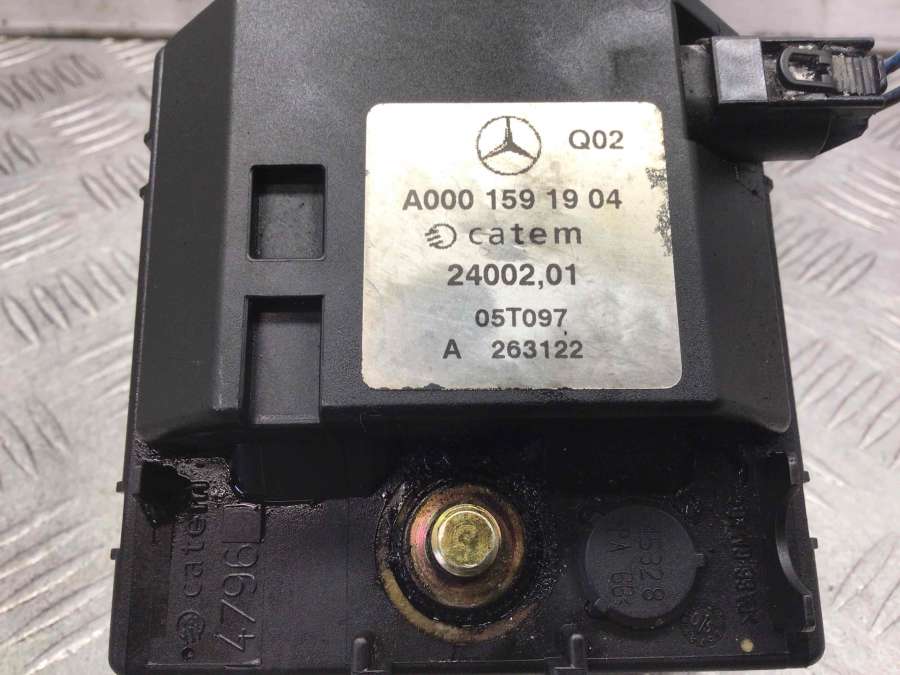 Q02
A000 159 19 04
catem
24002,01
05T097
A 263122
catem
4796